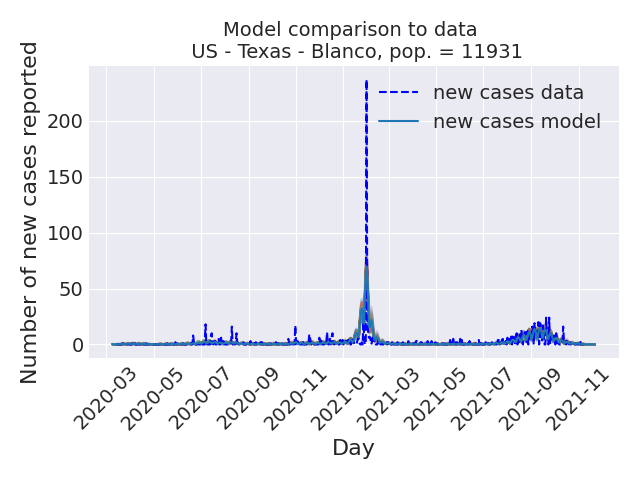 Model comparison to data
US - Texas - Blanco, pop. = 11931
Number of new cases reported
200
150
100
50
0
new cases data
new cases model
2020-03
2020-05
2020-07
2020-09
2020-11
2021-01
2021-03
2021-05
2021-07
2021-09
2021-11
Day